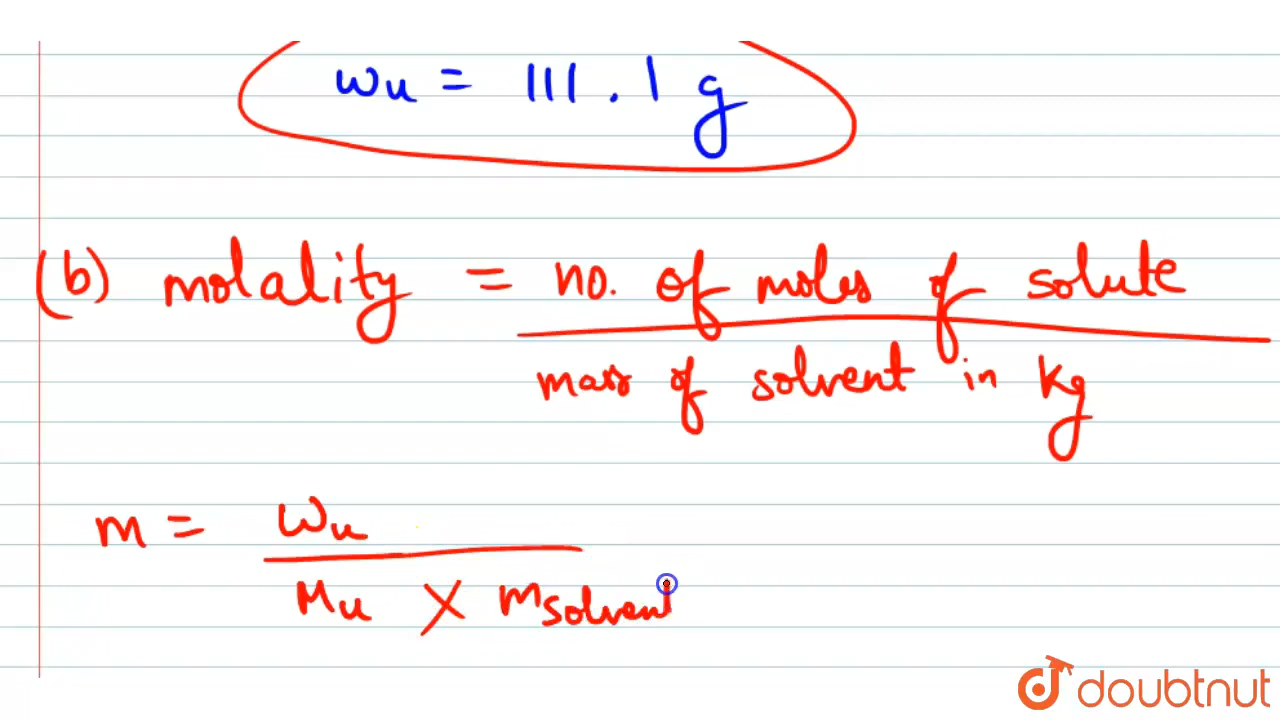 wu = 111.1 g
(b) molality = no. of moles of solute
mass of solvent in kg
m = wu
Mu × msolvent
doubtnut